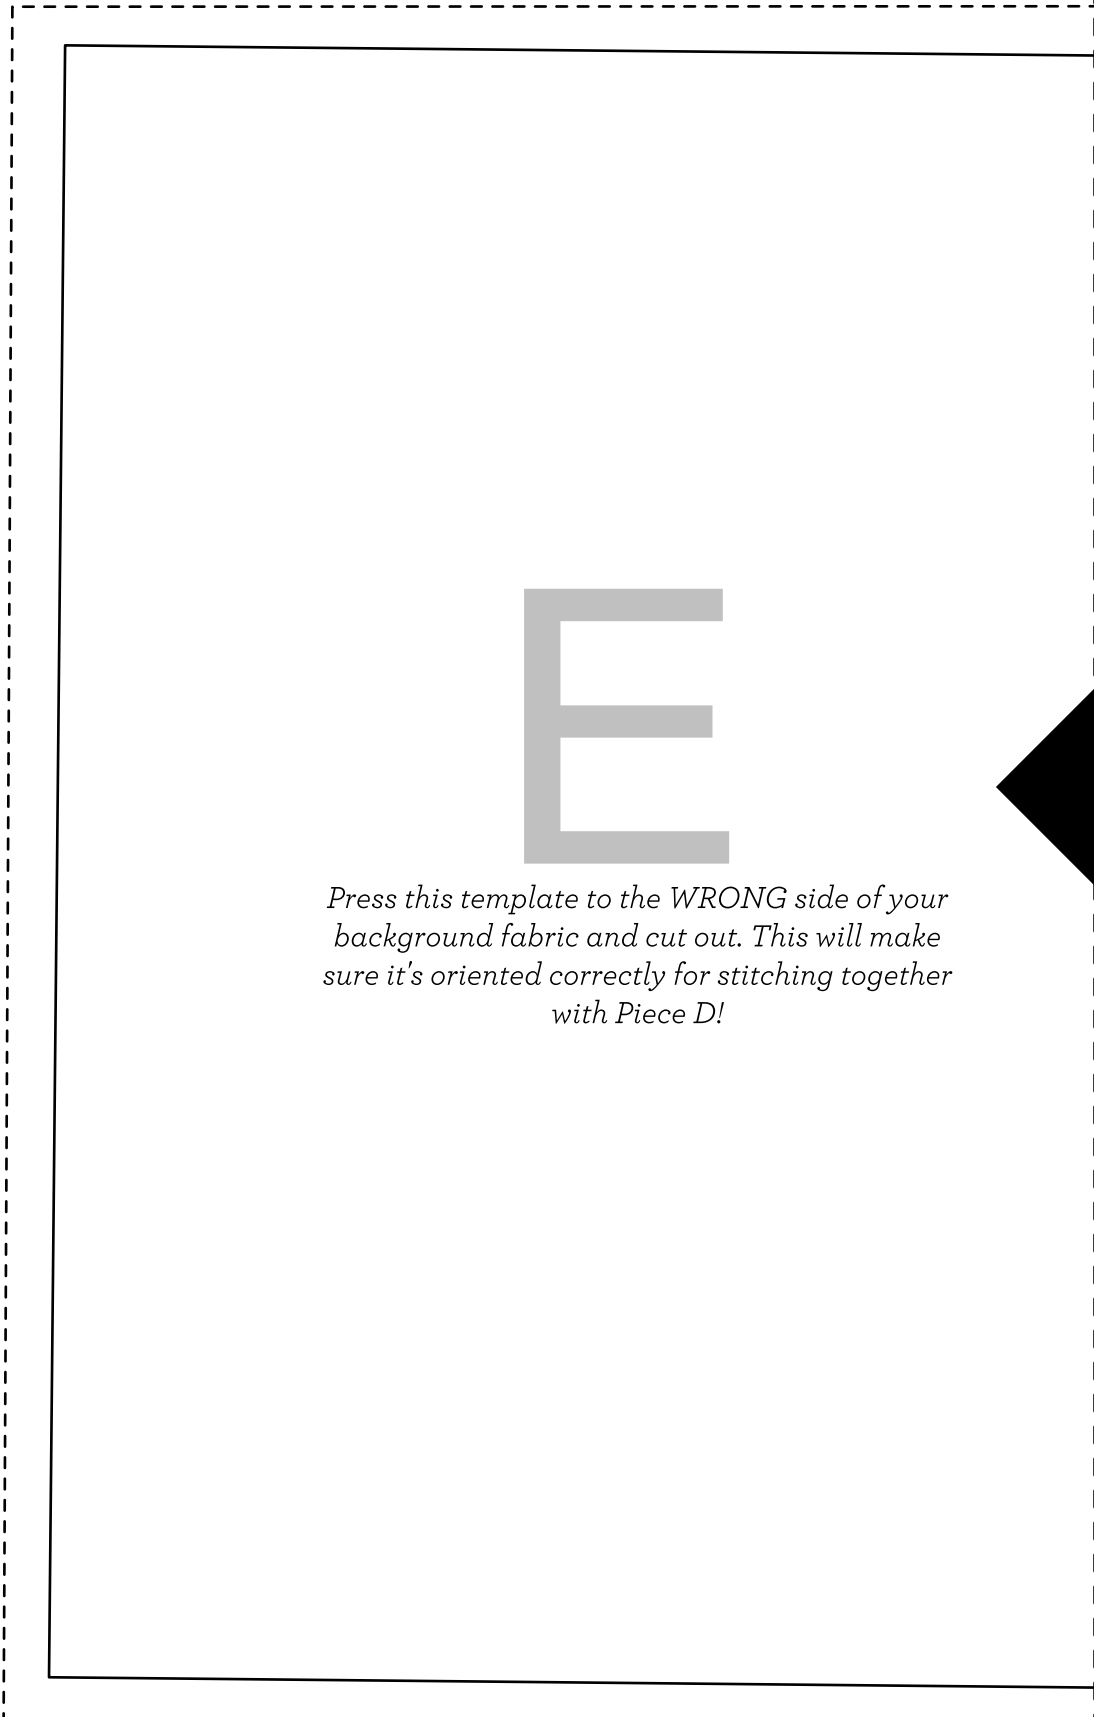 E
Press this template to the WRONG side of your
background fabric and cut out. This will make
sure it's oriented correctly for stitching together
with Piece D!